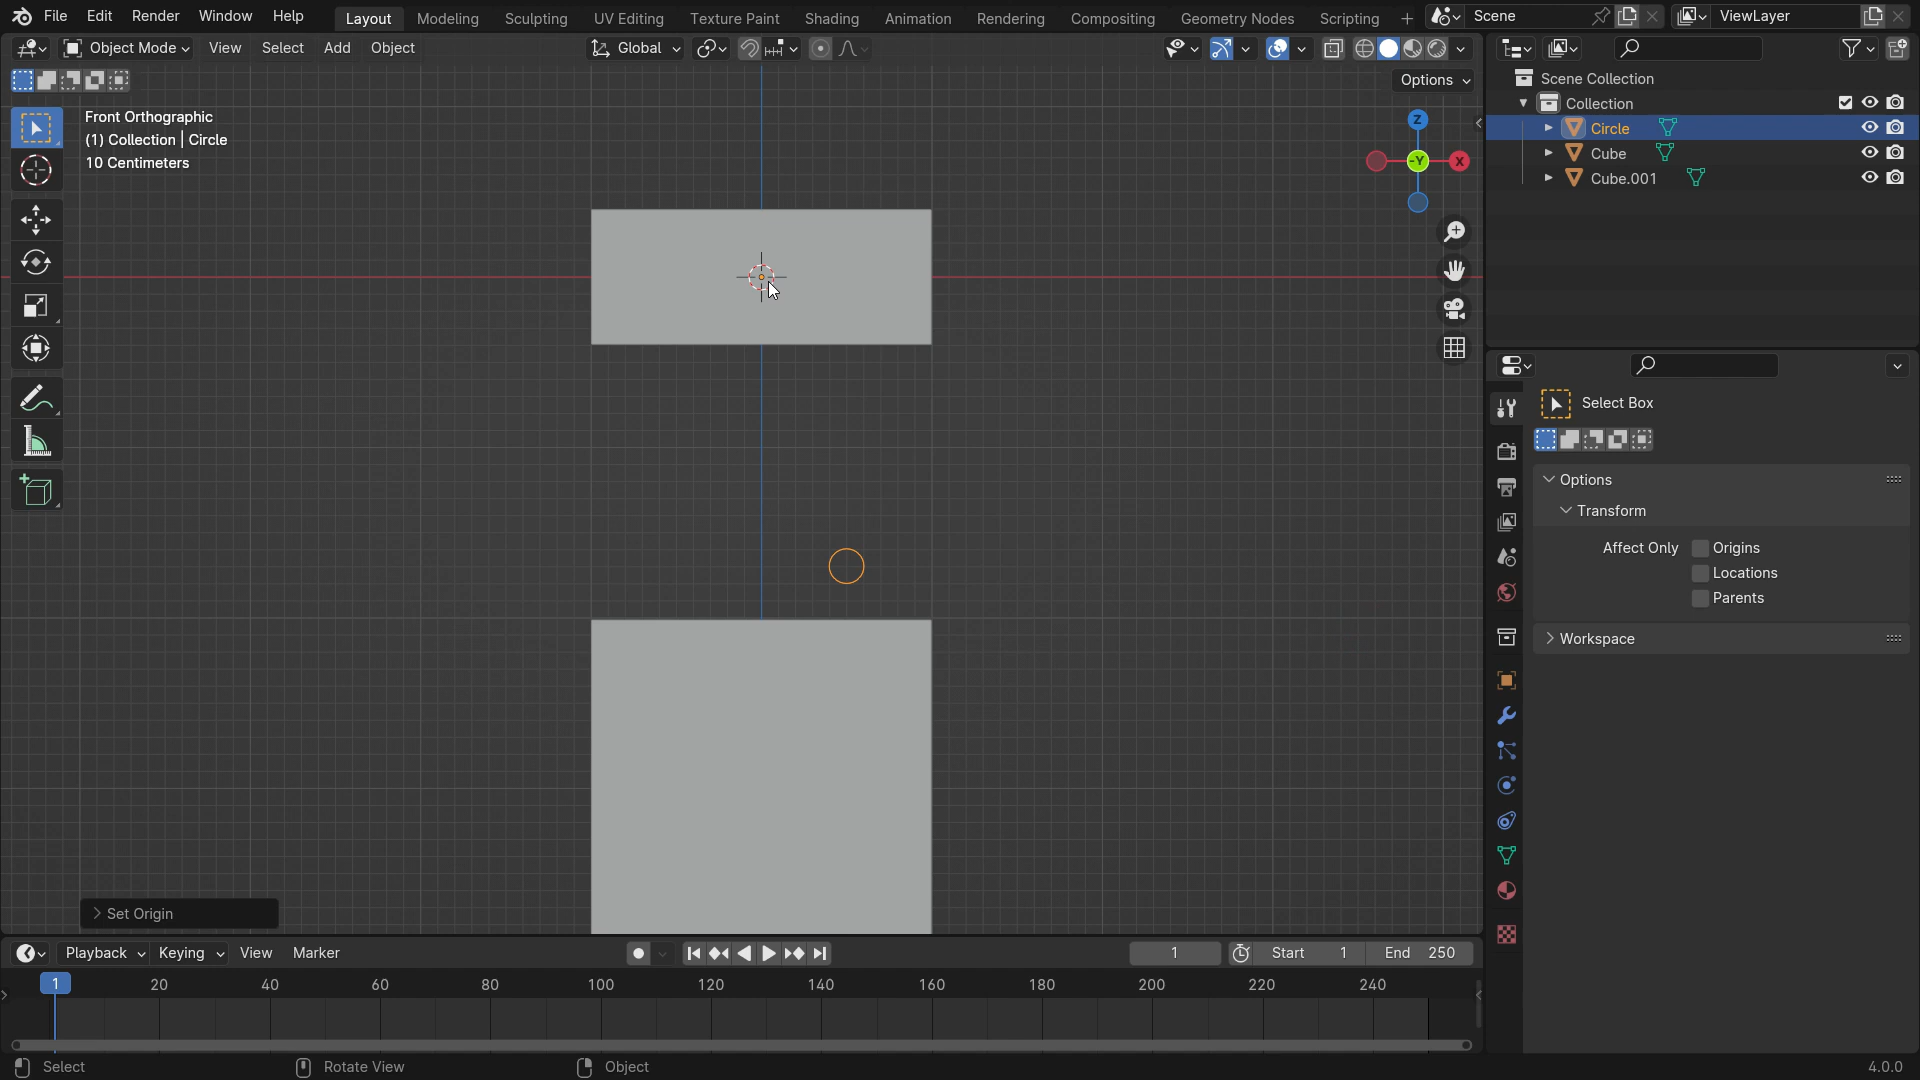 File Edit Render Window Help Layout Modeling Sculpting UV Editing Texture Paint Shading Animation Rendering Compositing Geometry Nodes Scripting + Scene ViewLayer
Object Mode View Select Add Object Global
Options
Front Orthographic
(1) Collection | Circle
10 Centimeters
Z
-Y
X
Scene Collection
Collection
Circle
Cube
Cube.001
Select Box
Options
Transform
Affect Only Origins
Locations
Parents
Workspace
Set Origin
Playback Keying View Marker 1 Start 1 End 250
1 20 40 60 80 100 120 140 160 180 200 220 240
Select Rotate View Object 4.0.0